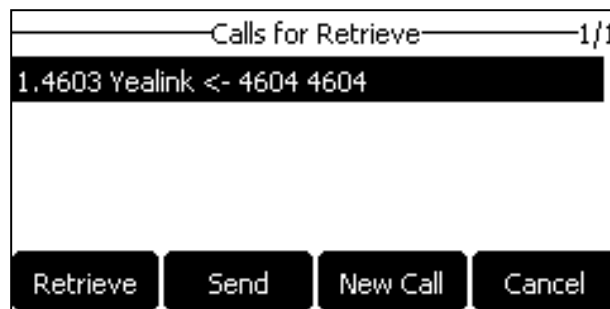 Calls for Retrieve 1/1
1.4603 Yealink <- 4604 4604
Retrieve Send New Call Cancel